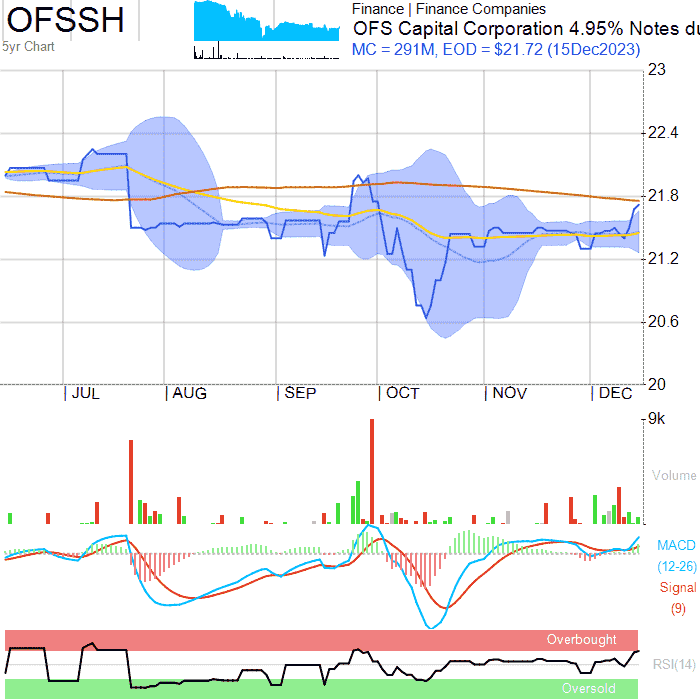 OFSSH
5yr Chart
Finance | Finance Companies
OFS Capital Corporation 4.95% Notes du
MC = 291M, EOD = $21.72 (15Dec2023)
23
22.4
21.8
21.2
20.6
20
JUL AUG SEP OCT NOV DEC
9k
Volume
MACD
(12-26)
Signal
(9)
Overbought
RSI(14)
Oversold